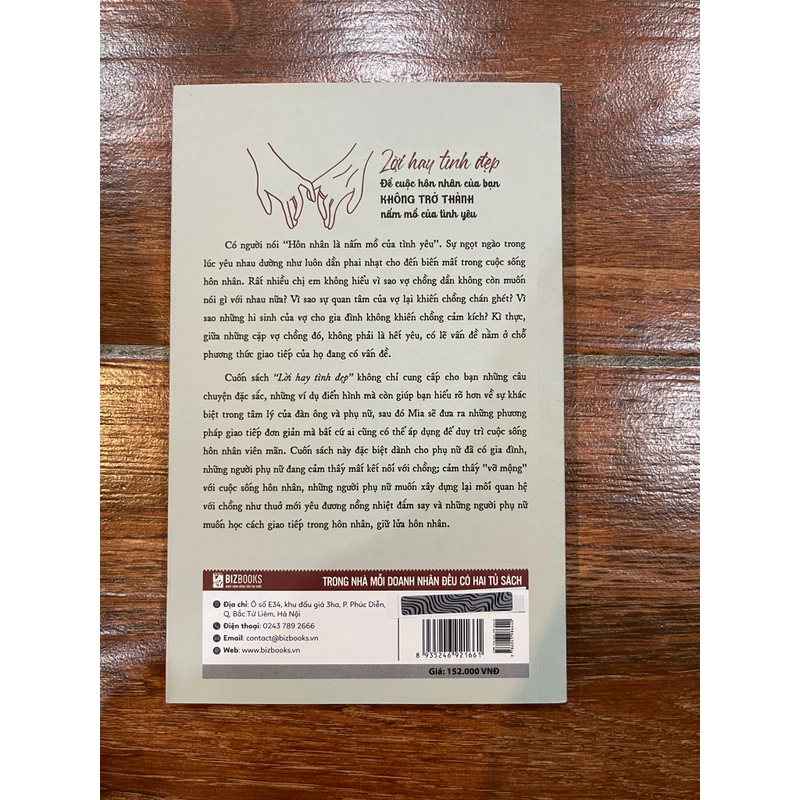 Lời hay tình đẹp
Để cuộc hôn nhân của bạn
KHÔNG TRỞ THÀNH
nấm mồ của tình yêu
Có người nói “Hôn nhân là nấm mồ của tình yêu”. Sự ngọt ngào trong
lúc yêu nhau dường như luôn dần phai nhạt cho đến biến mất trong cuộc sống
hôn nhân. Rất nhiều chị em không hiểu vì sao vợ chồng dần không còn muốn
nói gì với nhau nữa? Vì sao sự quan tâm của vợ lại khiến chồng chán ghét? Vì
sao những hi sinh của vợ cho gia đình không khiến chồng cảm kích? Kì thực,
giữa những cặp vợ chồng đó, không phải là hết yêu, có lẽ vấn đề nằm ở chỗ
phương thức giao tiếp của họ đang có vấn đề.
Cuốn sách “Lời hay tình đẹp” không chỉ cung cấp cho bạn những câu
chuyện đặc sắc, những ví dụ điển hình mà còn giúp bạn hiểu rõ hơn về sự khác
biệt trong tâm lý của đàn ông và phụ nữ, sau đó Mia sẽ đưa ra những phương
pháp giao tiếp đơn giản mà bất cứ ai cũng có thể áp dụng để duy trì cuộc sống
hôn nhân viên mãn. Cuốn sách này đặc biệt dành cho phụ nữ đã có gia đình,
những người phụ nữ đang cảm thấy mất kết nối với chồng; cảm thấy "vỡ mộng"
với cuộc sống hôn nhân, những người phụ nữ muốn xây dựng lại mối quan hệ
với chồng như thuở mới yêu đương nồng nhiệt đắm say và những người phụ nữ
muốn học cách giao tiếp trong hôn nhân, giữ lửa hôn nhân.
BIZBOOKS
TRONG NHÀ MỖI DOANH NHÂN ĐỀU CÓ HAI TỦ SÁCH
Địa chỉ: Ô số E34, khu đấu giá 3ha, P. Phúc Diễn,
Q, Bắc Từ Liêm, Hà Nội
Điện thoại: 0243 789 2666
Email: contact@bizbooks.vn
Web: www.bizbooks.vn
8 935246 921661
Giá: 152.000 VNĐ